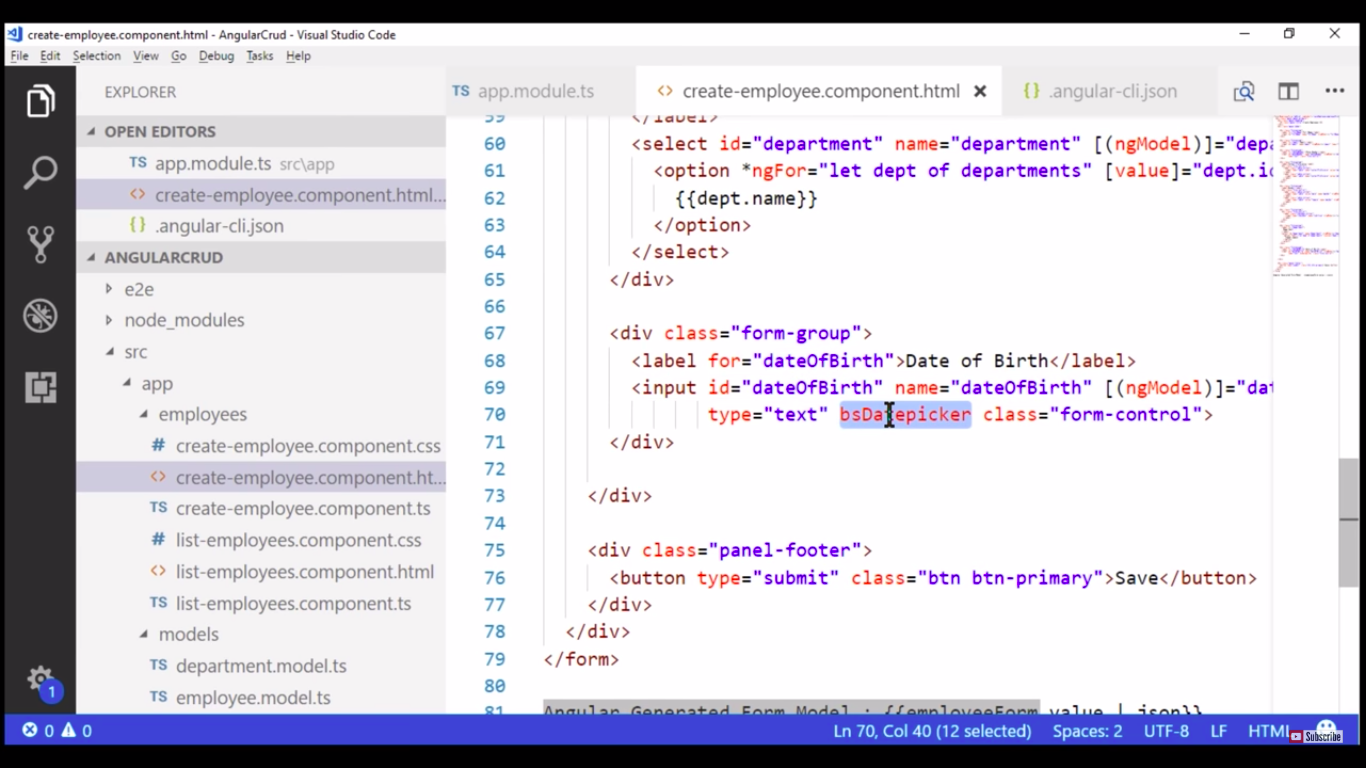 create-employee.component.html - AngularCrud - Visual Studio Code
File Edit Selection View Go Debug Tasks Help
EXPLORER
OPEN EDITORS
TS app.module.ts src\app
<> create-employee.component.html...
{} .angular-cli.json
ANGULARCRUD
e2e
node_modules
src
app
employees
# create-employee.component.css
<> create-employee.component.ht...
TS create-employee.component.ts
# list-employees.component.css
<> list-employees.component.html
TS list-employees.component.ts
models
TS department.model.ts
TS employee.model.ts
1
TS app.module.ts <> create-employee.component.html {} .angular-cli.json
59 </label>
60 <select id="department" name="department" [(ngModel)]="depa
61 <option *ngFor="let dept of departments" [value]="dept.id
62 {{dept.name}}
63 </option>
64 </select>
65 </div>
66
67 <div class="form-group">
68 <label for="dateOfBirth">Date of Birth</label>
69 <input id="dateOfBirth" name="dateOfBirth" [(ngModel)]="dat
70 type="text" bsDatepicker class="form-control">
71 </div>
72
73 </div>
74
75 <div class="panel-footer">
76 <button type="submit" class="btn btn-primary">Save</button>
77 </div>
78 </div>
79 </form>
80
81 Angular Generated Form Model : {{employeeForm.value | json}}
0 0 Ln 70, Col 40 (12 selected) Spaces: 2 UTF-8 LF HTML
Subscribe